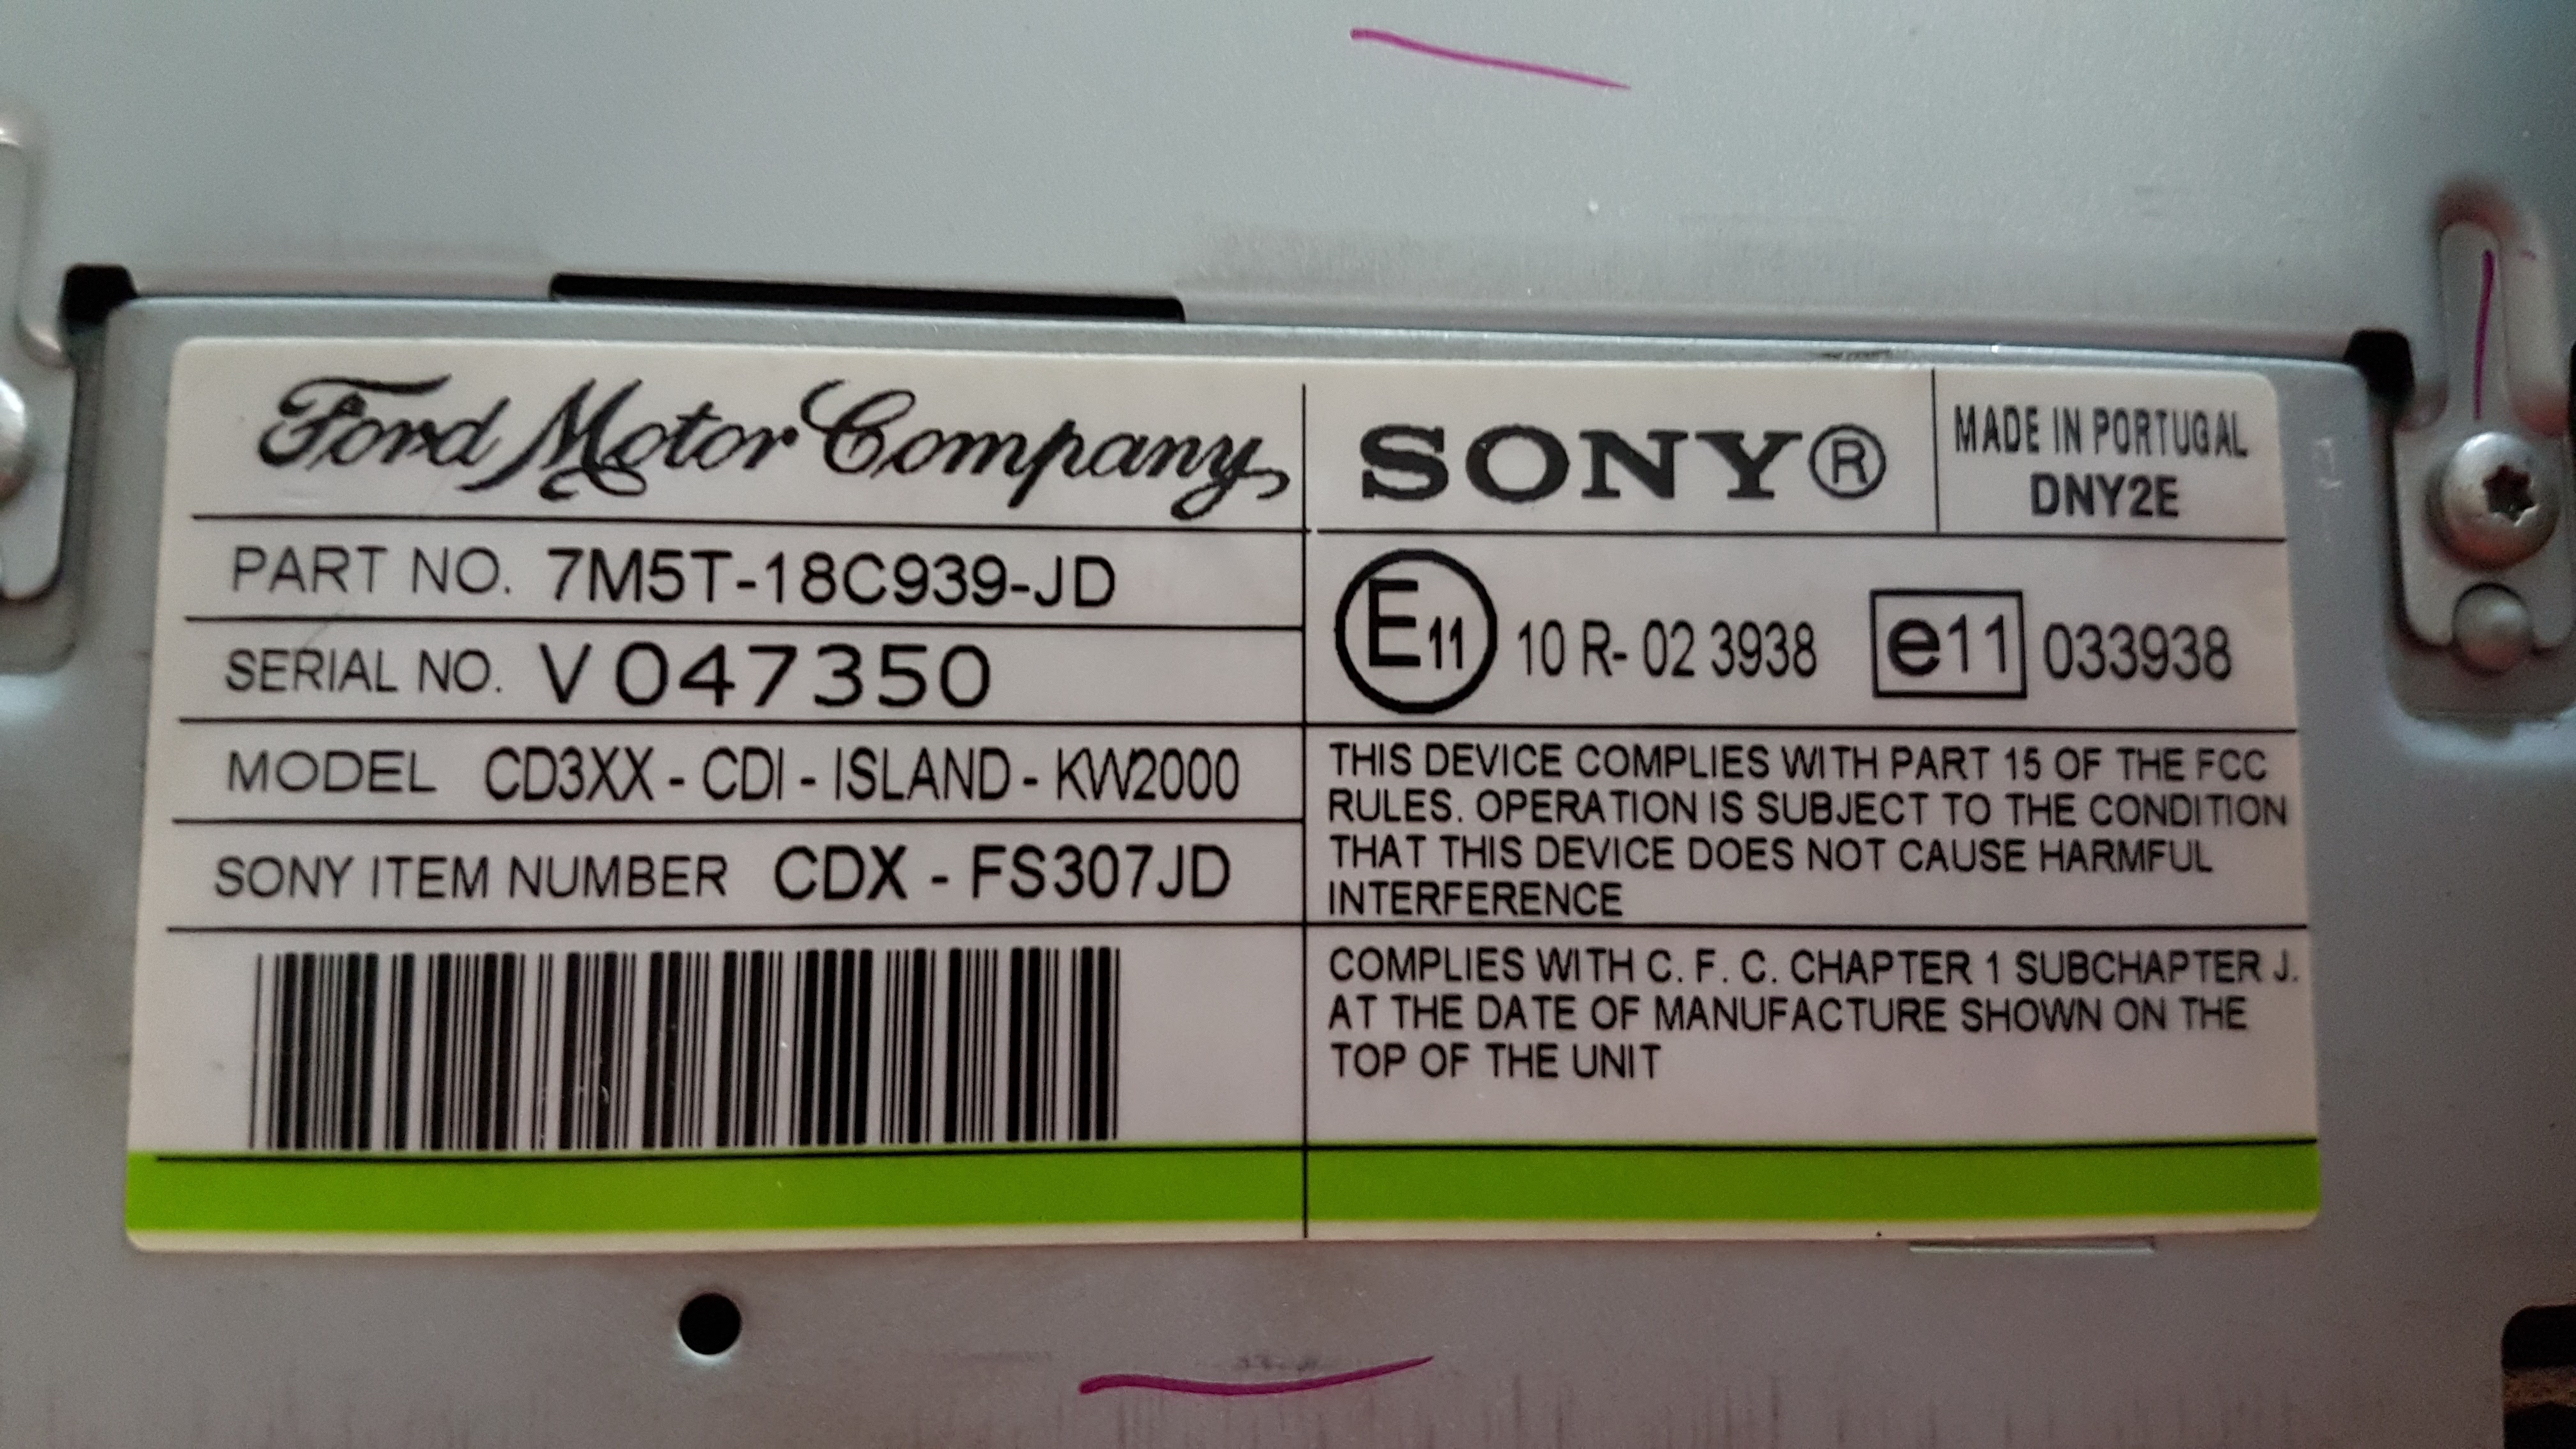 Ford Motor Company
PART NO. 7M5T-18C939-JD
SERIAL NO. V047350
MODEL CD3XX - CDI - ISLAND - KW2000
SONY ITEM NUMBER CDX - FS307JD
SONY®
MADE IN PORTUGAL
DNY2E
E11 10 R- 02 3938 e11 033938
THIS DEVICE COMPLIES WITH PART 15 OF THE FCC
RULES. OPERATION IS SUBJECT TO THE CONDITION
THAT THIS DEVICE DOES NOT CAUSE HARMFUL
INTERFERENCE
COMPLIES WITH C. F. C. CHAPTER 1 SUBCHAPTER J.
AT THE DATE OF MANUFACTURE SHOWN ON THE
TOP OF THE UNIT